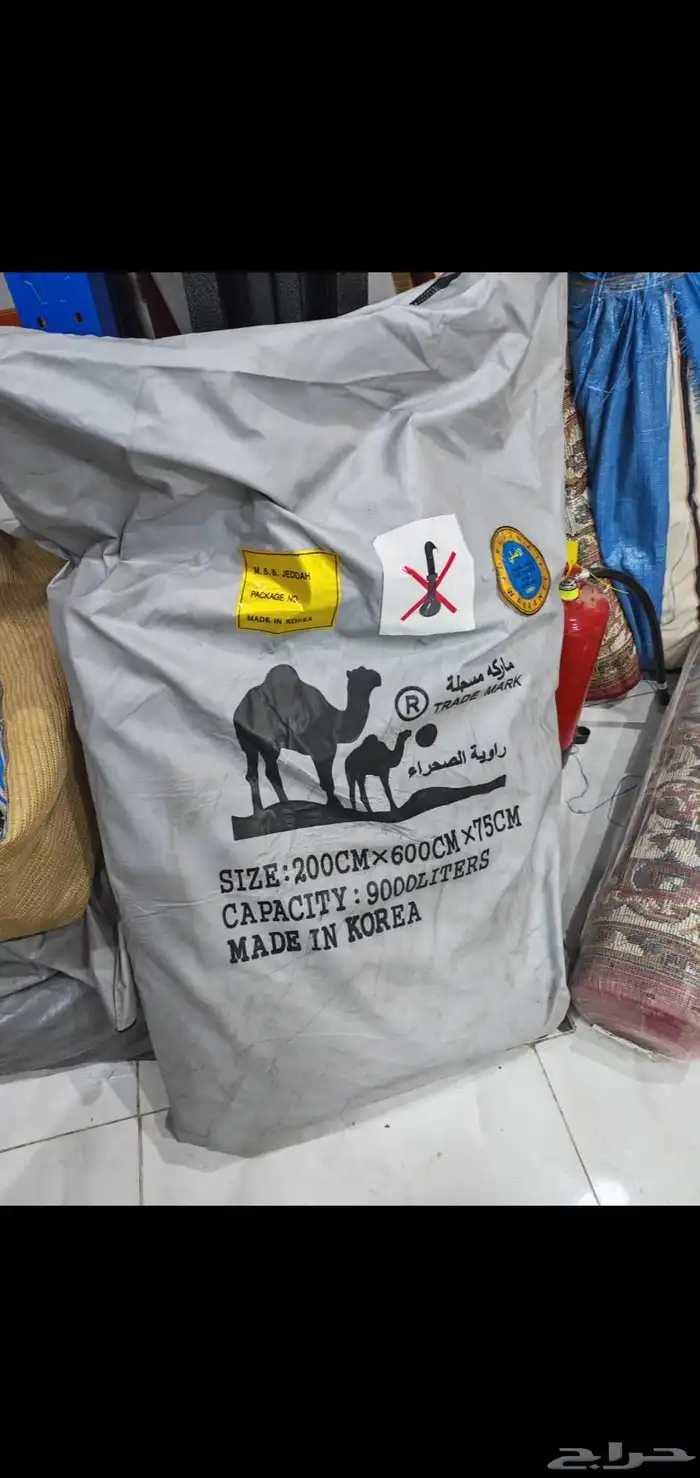 M.S.S. JEDDAH
PACKAGE NO.
MADE IN KOREA
ماركه مسجلة
® TRADE MARK
راوية الصحراء
SIZE:200CM×600CM×75CM
CAPACITY:9000LITERS
MADE IN KOREA
حراج